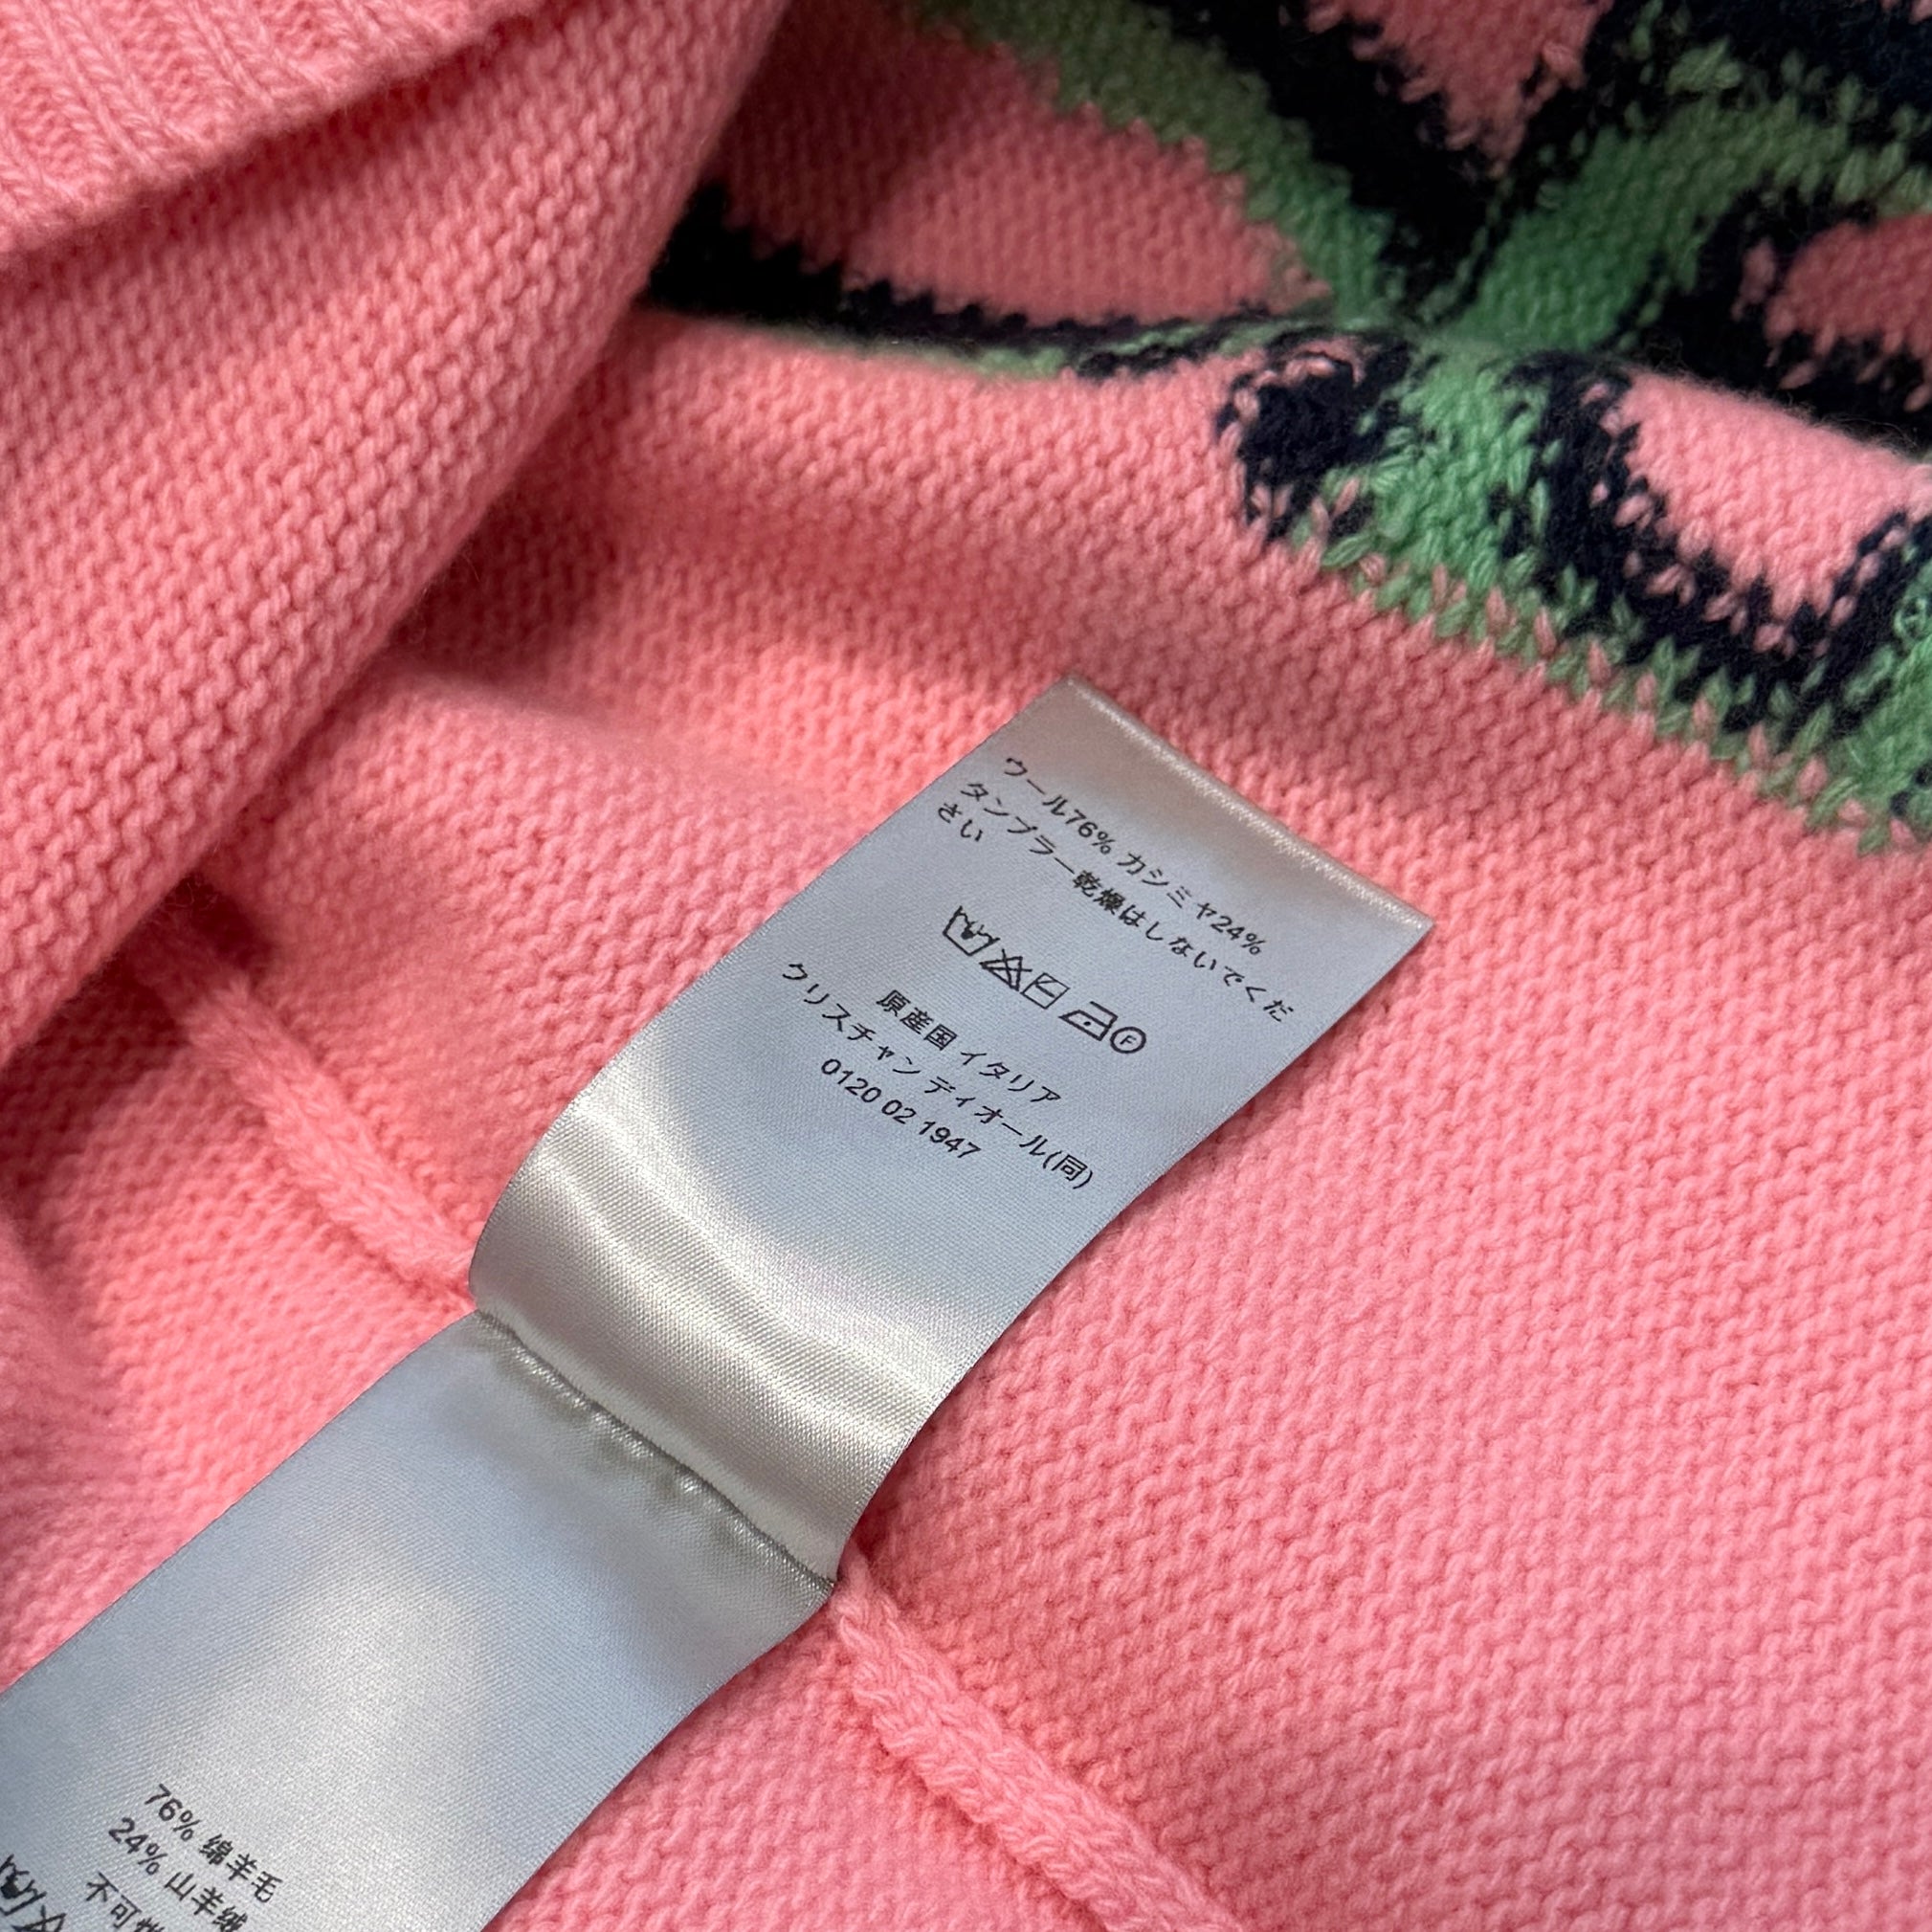 ウール76% カシミヤ24%
タンブラー乾燥はしないでくだ
さい
F
原産国 イタリア
クリスチャン ディオール(同)
0120 02 1947
76% 绵羊毛
24% 山羊绒
不可